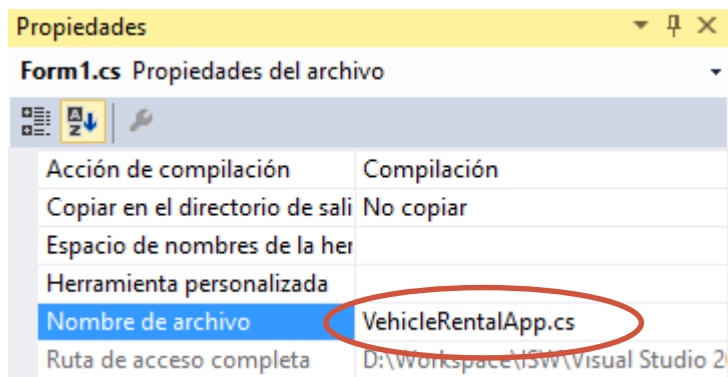 Propiedades
Form1.cs Propiedades del archivo
Acción de compilación Compilación
Copiar en el directorio de sali No copiar
Espacio de nombres de la her
Herramienta personalizada
Nombre de archivo VehicleRentalApp.cs
Ruta de acceso completa D:\Workspace\ISW\Visual Studio 2